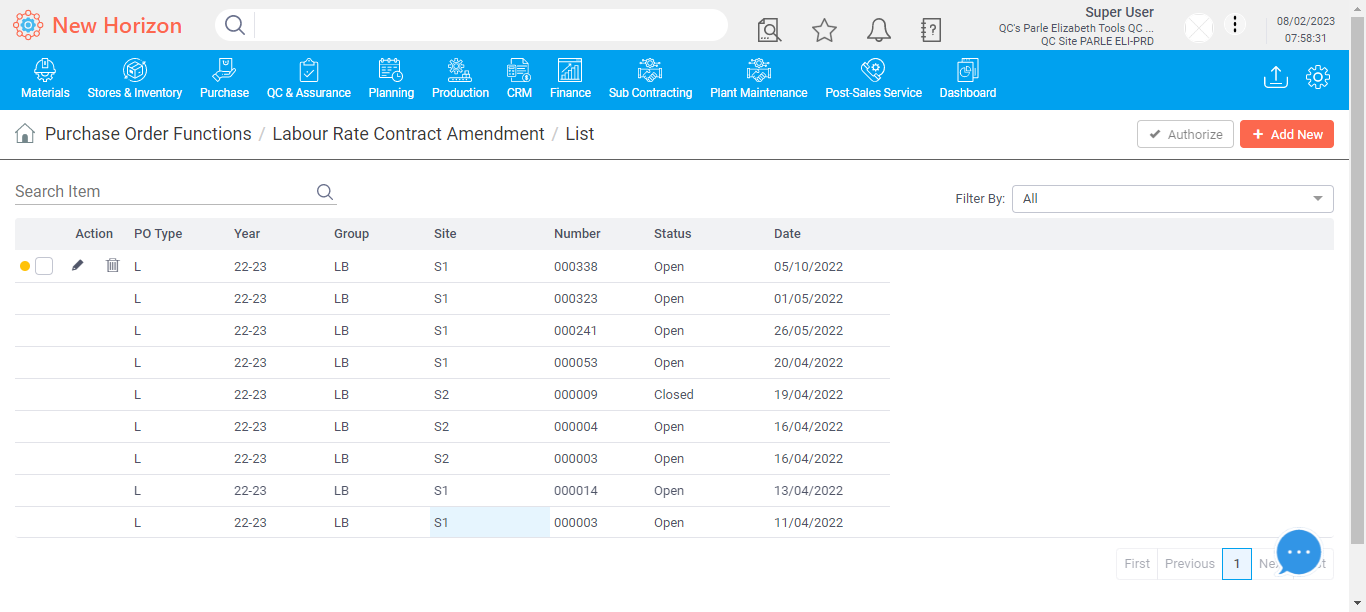 New Horizon
Super User
QC's Parle Elizabeth Tools QC ...
QC Site PARLE ELI-PRD
08/02/2023
07:58:31
Materials Stores & Inventory Purchase QC & Assurance Planning Production CRM Finance Sub Contracting Plant Maintenance Post-Sales Service Dashboard
Purchase Order Functions / Labour Rate Contract Amendment / List
Authorize
Add New
Search Item
Filter By: All
Action PO Type Year Group Site Number Status Date
L 22-23 LB S1 000338 Open 05/10/2022
L 22-23 LB S1 000323 Open 01/05/2022
L 22-23 LB S1 000241 Open 26/05/2022
L 22-23 LB S1 000053 Open 20/04/2022
L 22-23 LB S2 000009 Closed 19/04/2022
L 22-23 LB S2 000004 Open 16/04/2022
L 22-23 LB S2 000003 Open 16/04/2022
L 22-23 LB S1 000014 Open 13/04/2022
L 22-23 LB S1 000003 Open 11/04/2022
First Previous 1